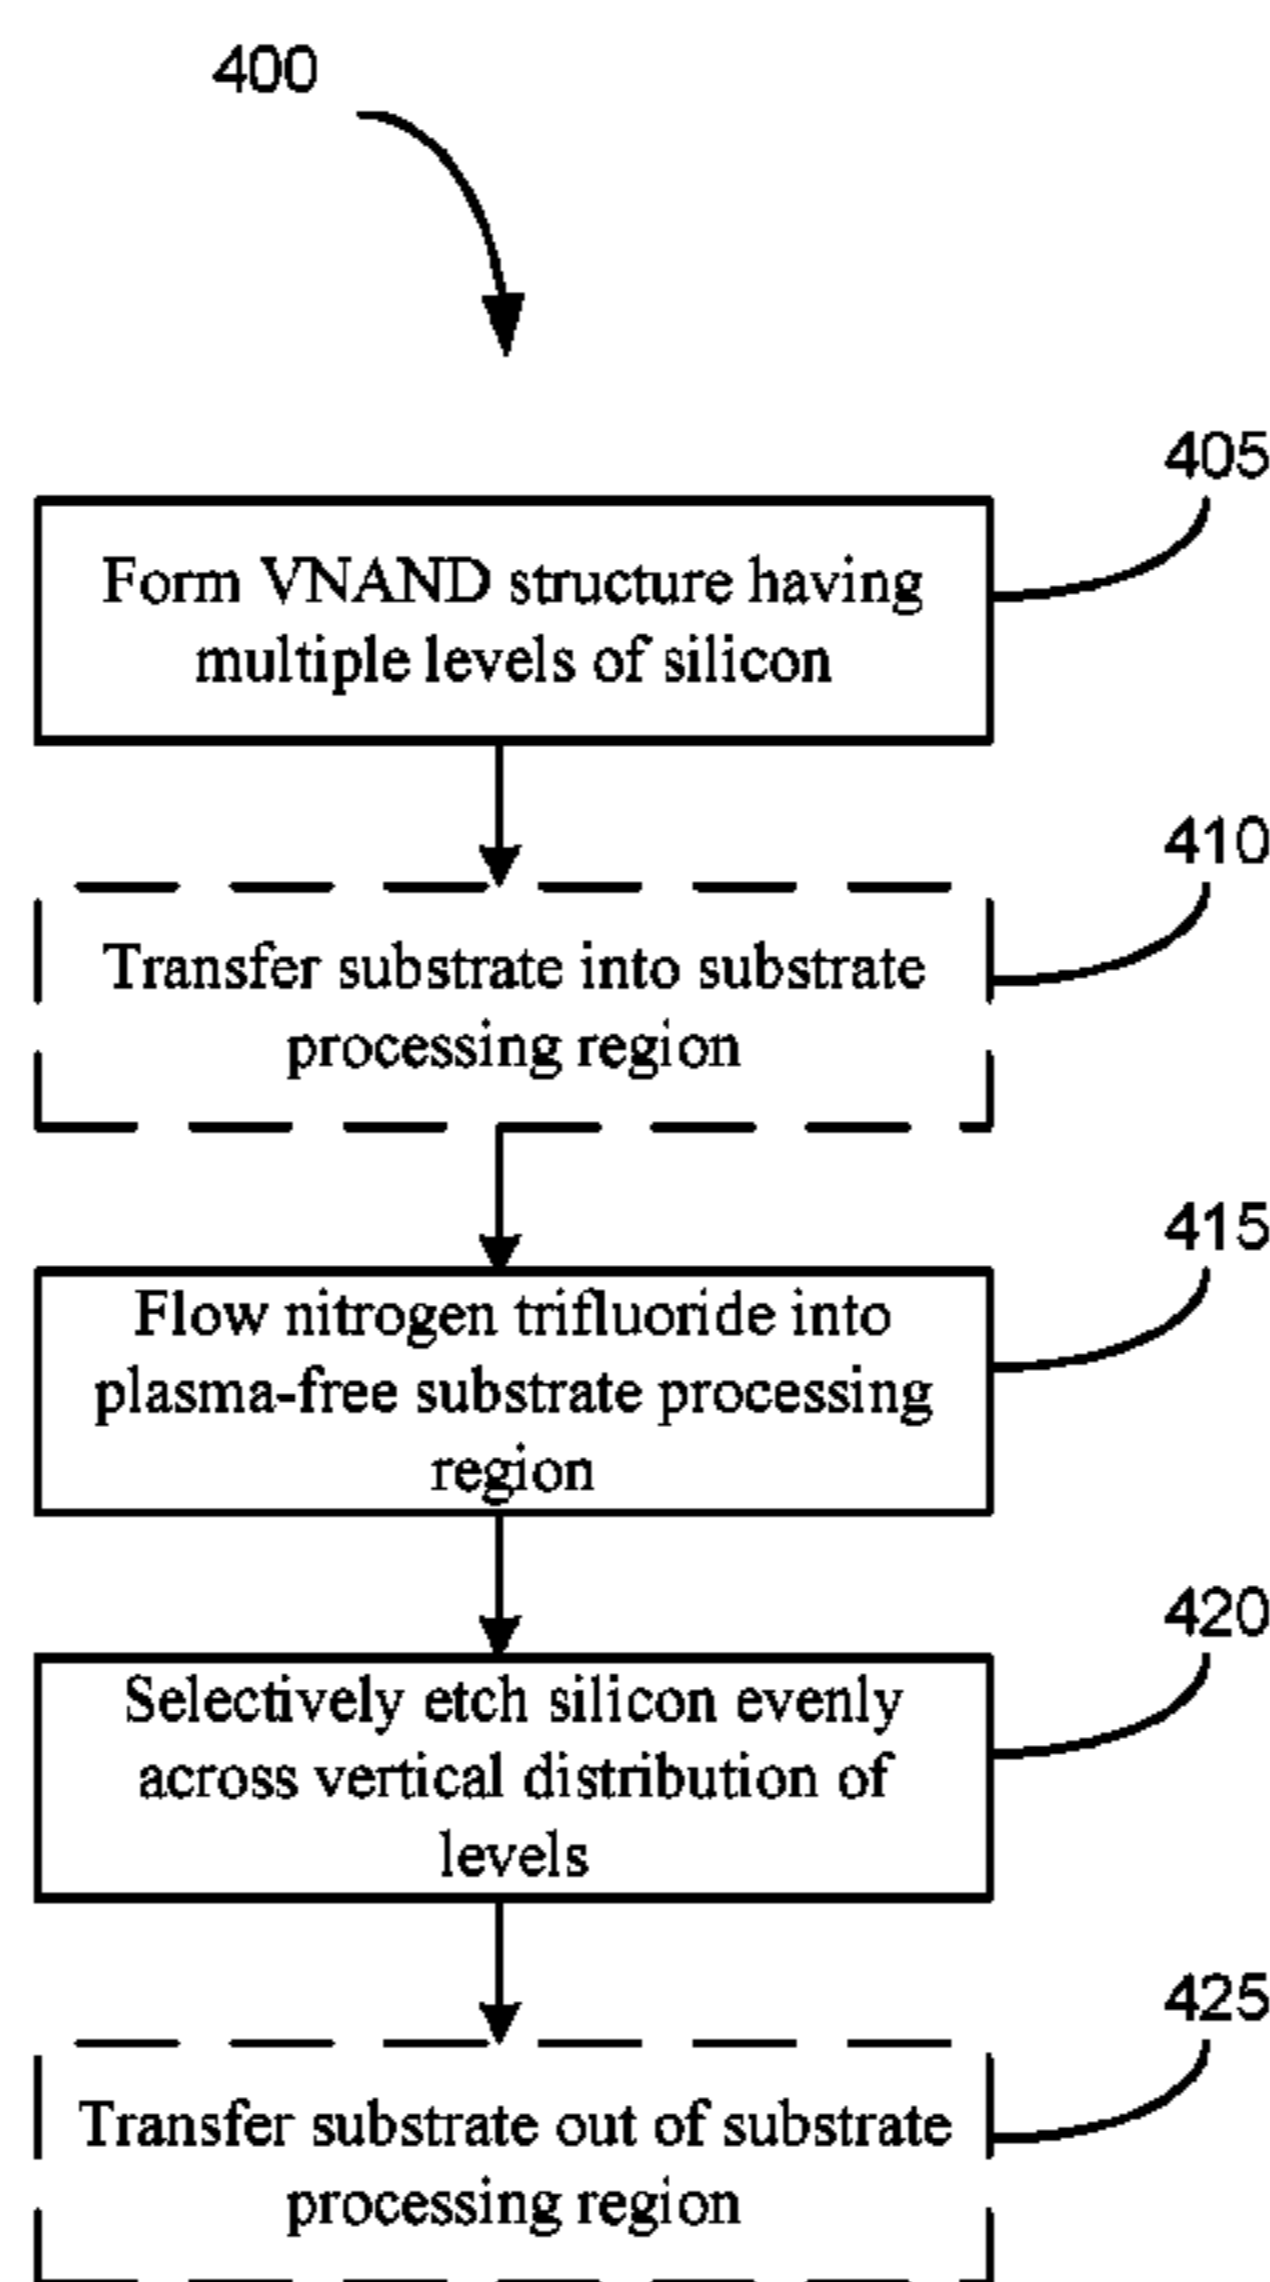 400
405
Form VNAND structure having
multiple levels of silicon
410
Transfer substrate into substrate
processing region
415
Flow nitrogen trifluoride into
plasma-free substrate processing
region
420
Selectively etch silicon evenly
across vertical distribution of
levels
425
Transfer substrate out of substrate
processing region